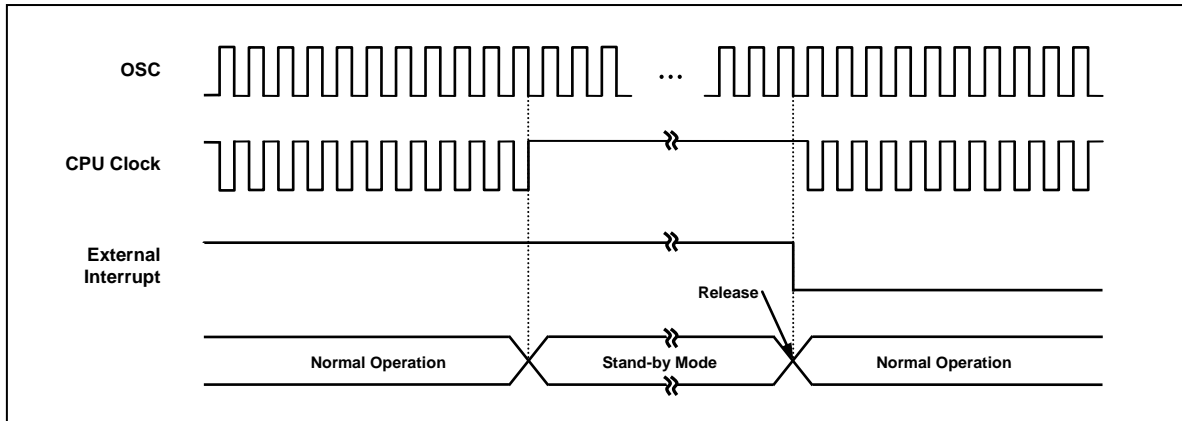 OSC
...
CPU Clock
External
Interrupt
Release
Normal Operation
Stand-by Mode
Normal Operation